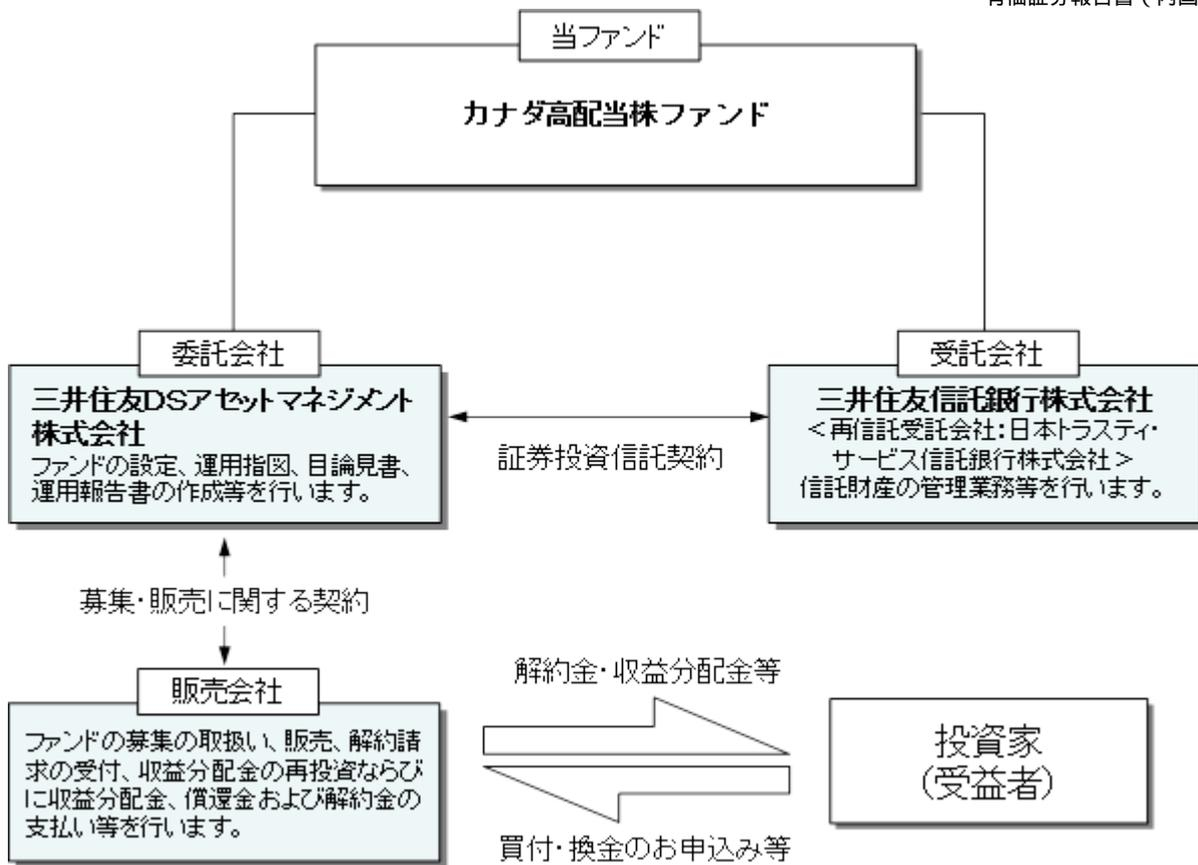 当ファンド
カナダ高配当株ファンド
委託会社
三井住友DSアセットマネジメント
株式会社
ファンドの設定、運用指図、目論見書、
運用報告書の作成等を行います。
証券投資信託契約
受託会社
三井住友信託銀行株式会社
<再信託受託会社:日本トラスティ・
サービス信託銀行株式会社>
信託財産の管理業務等を行います。
募集・販売に関する契約
販売会社
ファンドの募集の取扱い、販売、解約請
求の受付、収益分配金の再投資ならび
に収益分配金、償還金および解約金の
支払い等を行います。
解約金・収益分配金等
買付・換金のお申込み等
投資家
(受益者)